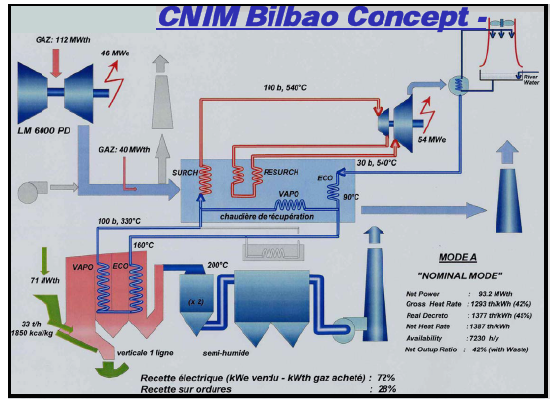 CNIM Bilbao Concept -
GAZ: 112 MWth
46 MWe
LM 6400 PD
GAZ: 40 MWth
100 b, 540°C
River
Water
54 MWe
30 b, 540°C
SURCH
RESURCH
ECO
VAPO
90°C
chaudière de récupération
100 b, 330°C
160°C
VAPO
ECO
200°C
71 MWth
33 t/h
1850 kcal/kg
(x 2)
verticale 1 ligne
semi-humide
MODE A
"NOMINAL MODE"
Net Power : 93.2 MWth
Gross Heat Rate : 1293 th/kWh (42%)
Real Decreto : 1377 th/kWh (41%)
Net Heat Rate : 1387 th/kWh
Availability : 7230 h/y
Net Output Ratio : 42% (with Waste)
Recette électrique (kWe vendu - kWth gaz acheté) : 72%
Recette sur ordures : 28%